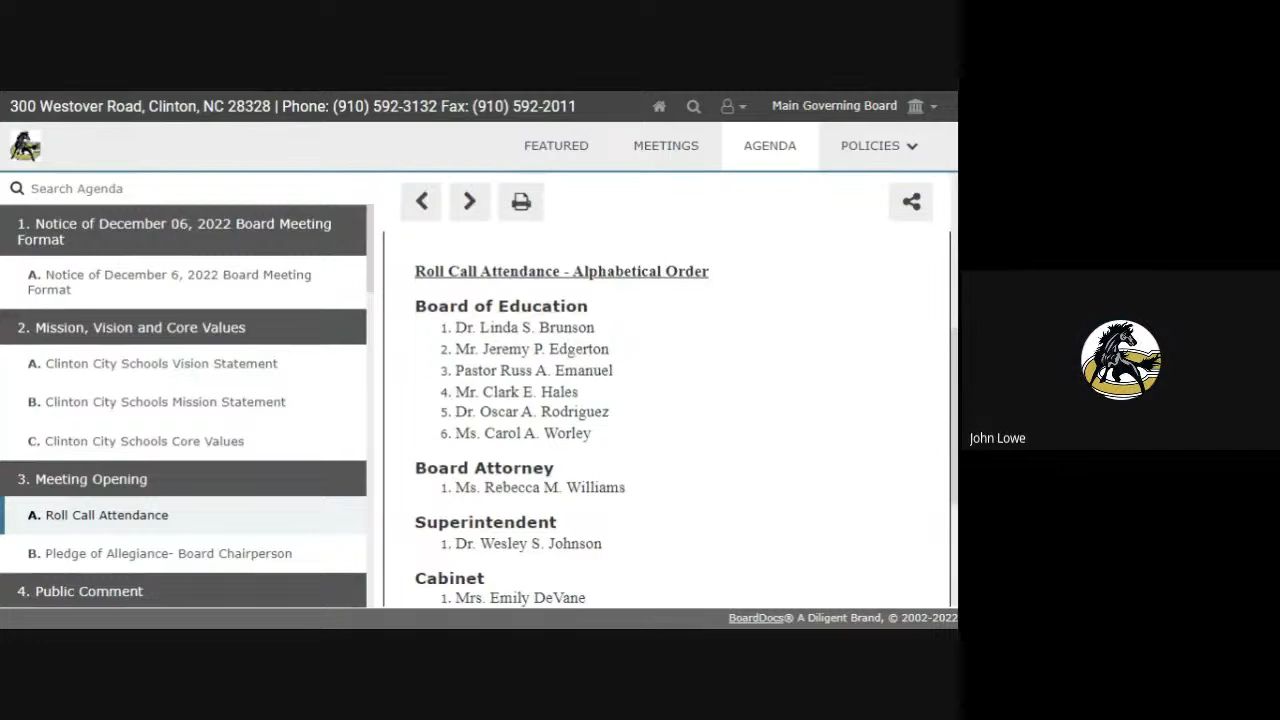 300 Westover Road, Clinton, NC 28328 | Phone: (910) 592-3132 Fax: (910) 592-2011
Main Governing Board
FEATURED
MEETINGS
AGENDA
POLICIES
Search Agenda
1. Notice of December 06, 2022 Board Meeting
Format
A. Notice of December 6, 2022 Board Meeting
Format
2. Mission, Vision and Core Values
A. Clinton City Schools Vision Statement
B. Clinton City Schools Mission Statement
C. Clinton City Schools Core Values
3. Meeting Opening
A. Roll Call Attendance
B. Pledge of Allegiance- Board Chairperson
4. Public Comment
Roll Call Attendance - Alphabetical Order
Board of Education
1. Dr. Linda S. Brunson
2. Mr. Jeremy P. Edgerton
3. Pastor Russ A. Emanuel
4. Mr. Clark E. Hales
5. Dr. Oscar A. Rodriguez
6. Ms. Carol A. Worley
Board Attorney
1. Ms. Rebecca M. Williams
Superintendent
1. Dr. Wesley S. Johnson
Cabinet
1. Mrs. Emily DeVane
BoardDocs® A Diligent Brand, © 2002-2022
John Lowe